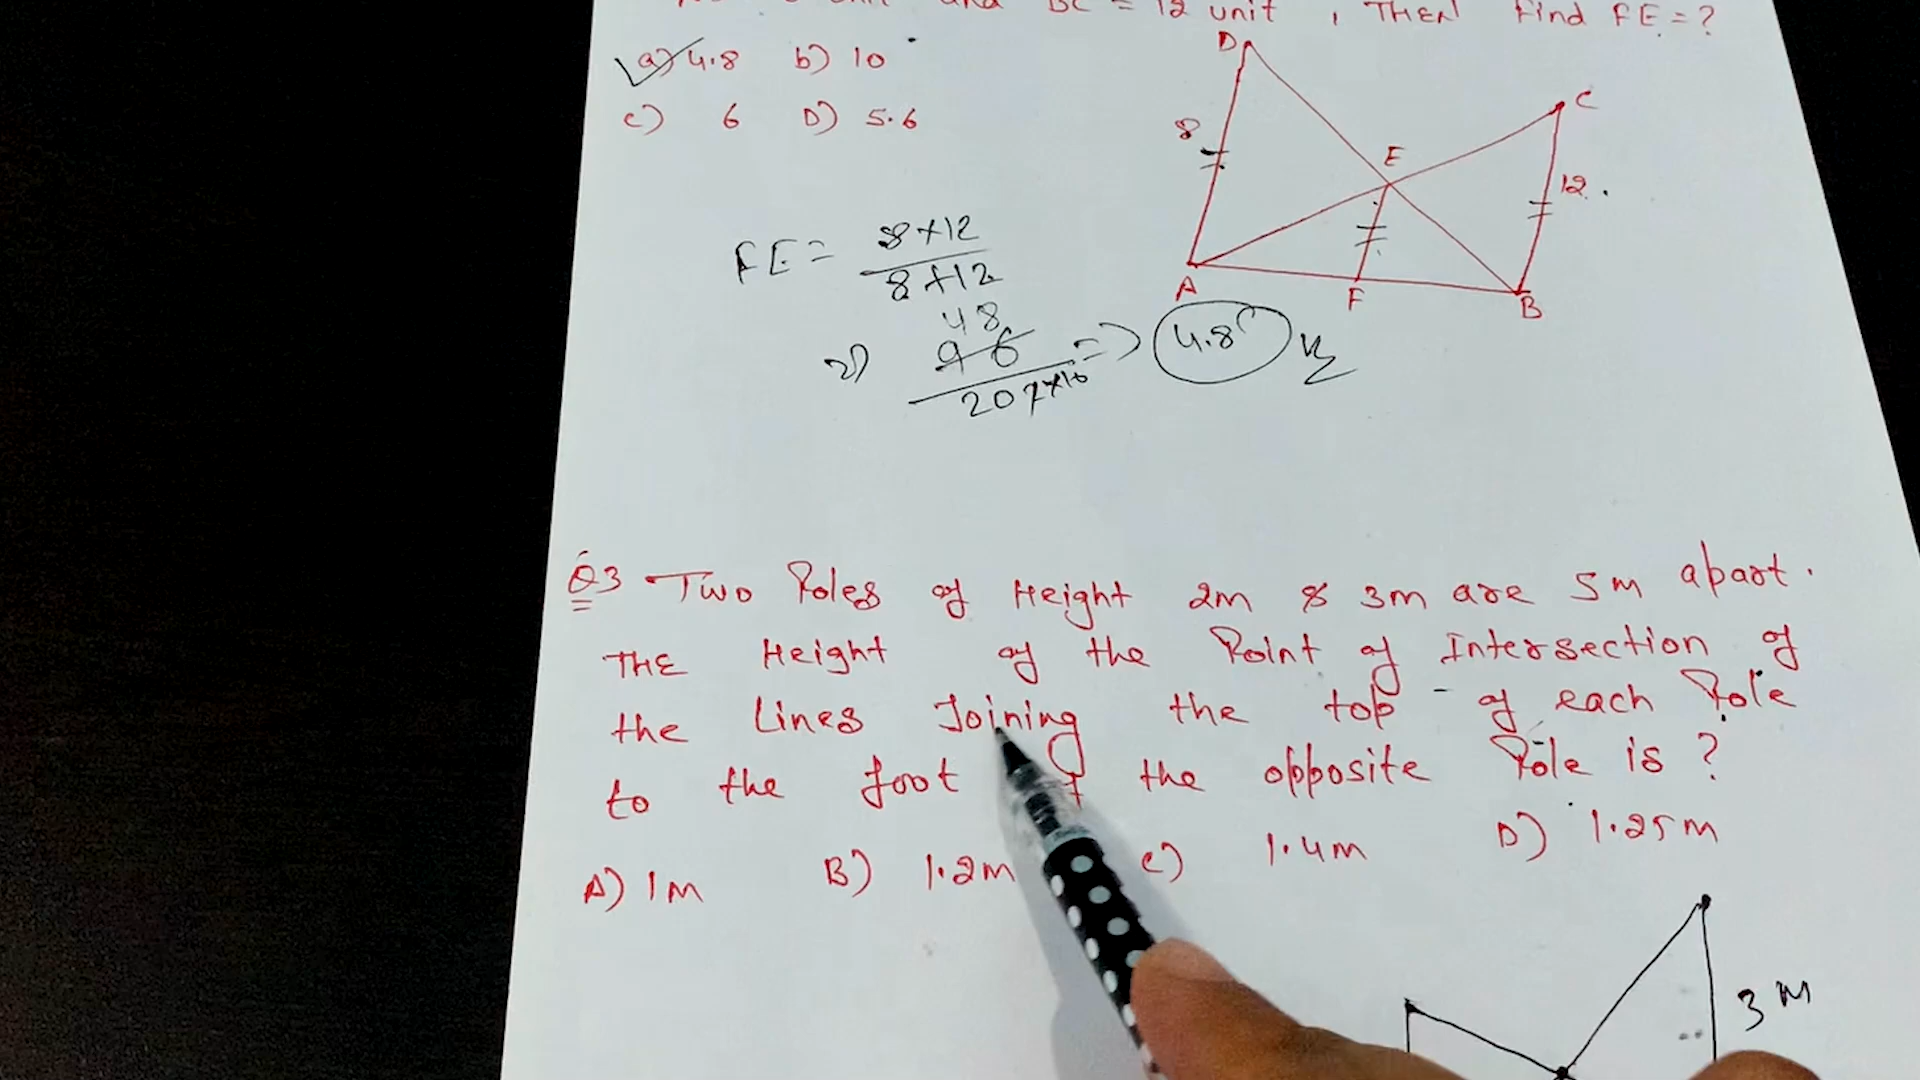 unit and BC = 12 unit , THEN find FE = ?
a) 4.8 b) 10
c) 6 D) 5.6
D
C
8
E
12.
A
F
B
FE = 8×12
8+12
48
96
20 ×10 => 4.8
Q3 Two Poles of Height 2m & 3m are 5m apart.
THE Height of the Point of Intersection of
the Lines Joining the top of each Pole
to the foot the opposite Pole is ?
A) 1m B) 1.2m C) 1.4m D) 1.25m
3 M